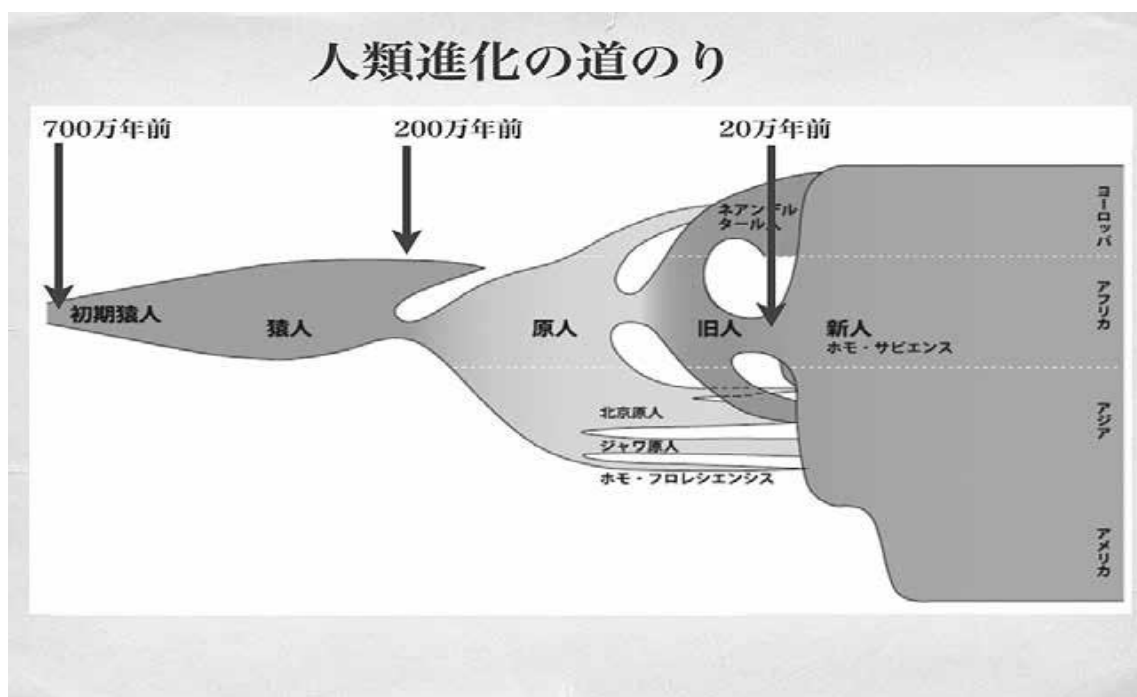 人類進化の道のり
700万年前
200万年前
20万年前
初期猿人
猿人
原人
旧人
ネアンデル
タール人
新人
ホモ・サピエンス
北京原人
ジャワ原人
ホモ・フロレシエンシス
ヨーロッパ
アフリカ
アジア
アメリカ